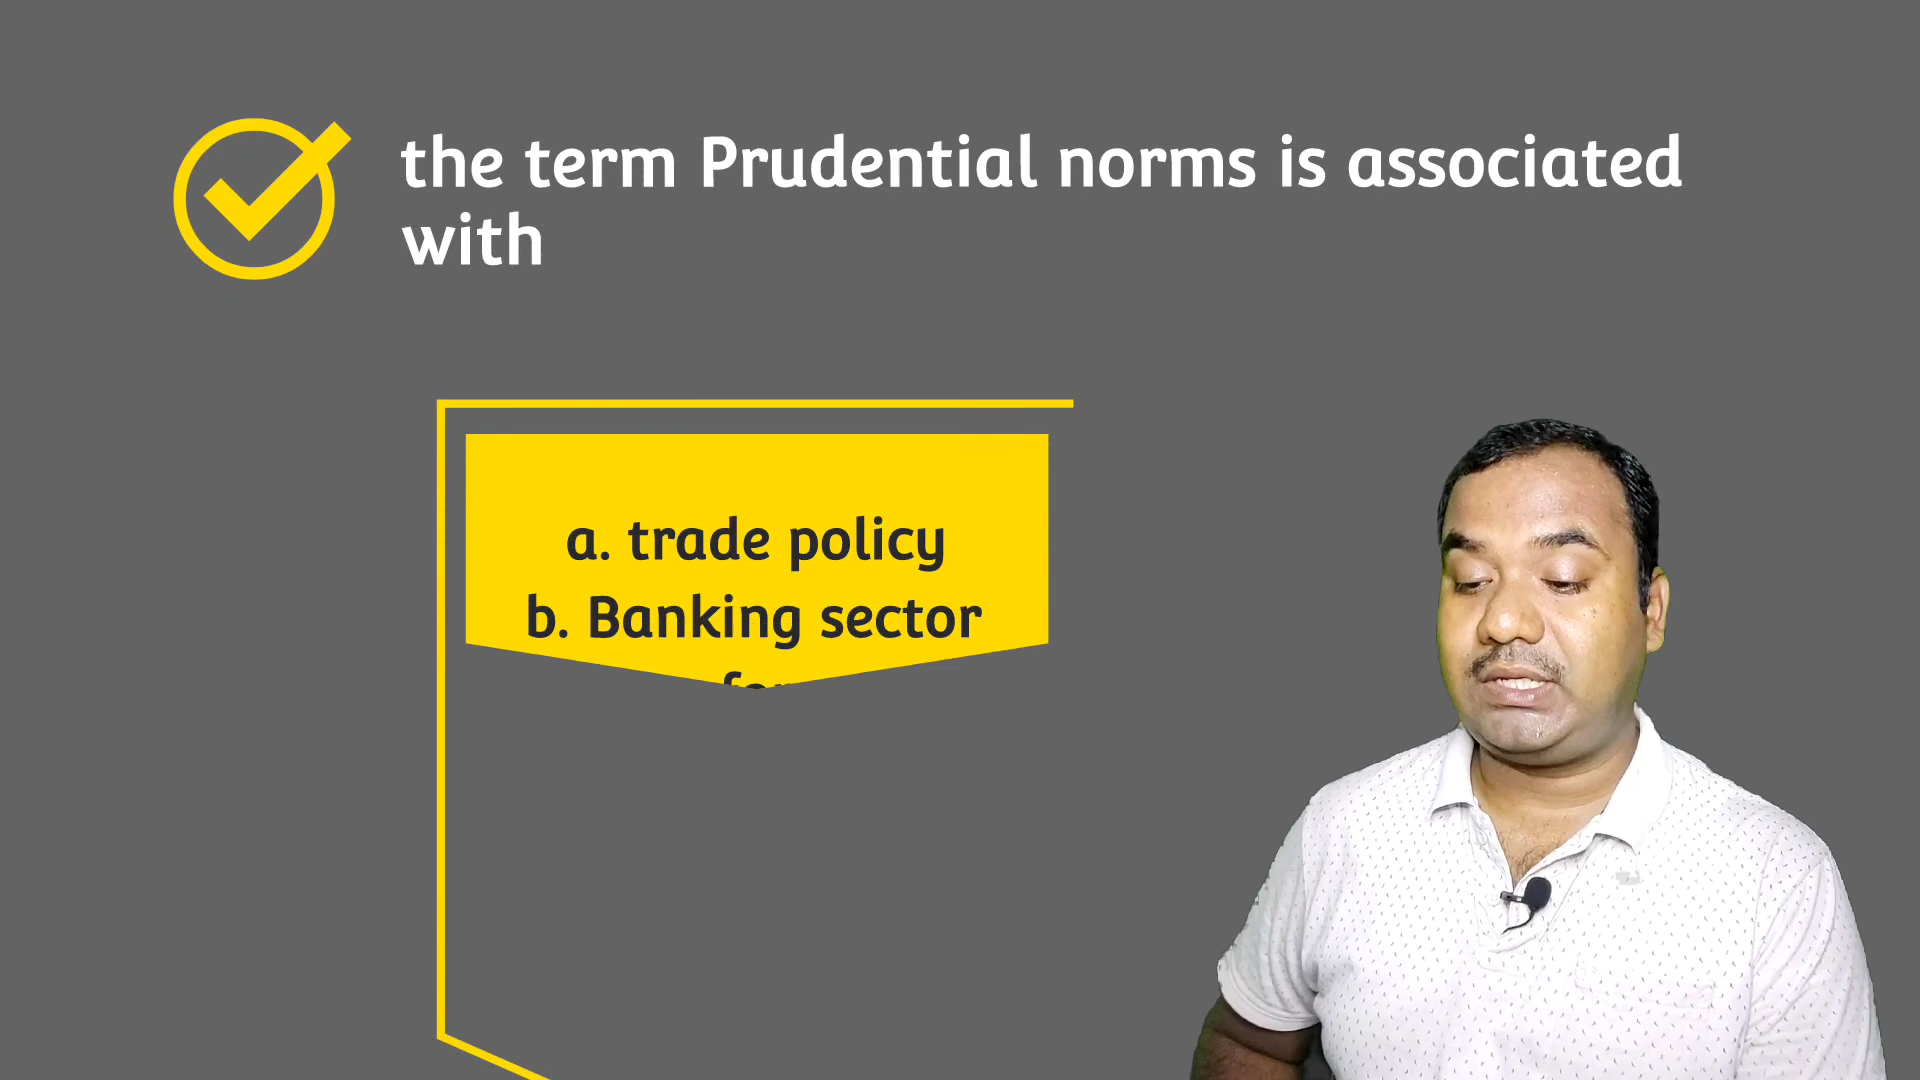 the term Prudential norms is associated
with
a. trade policy
b. Banking sector